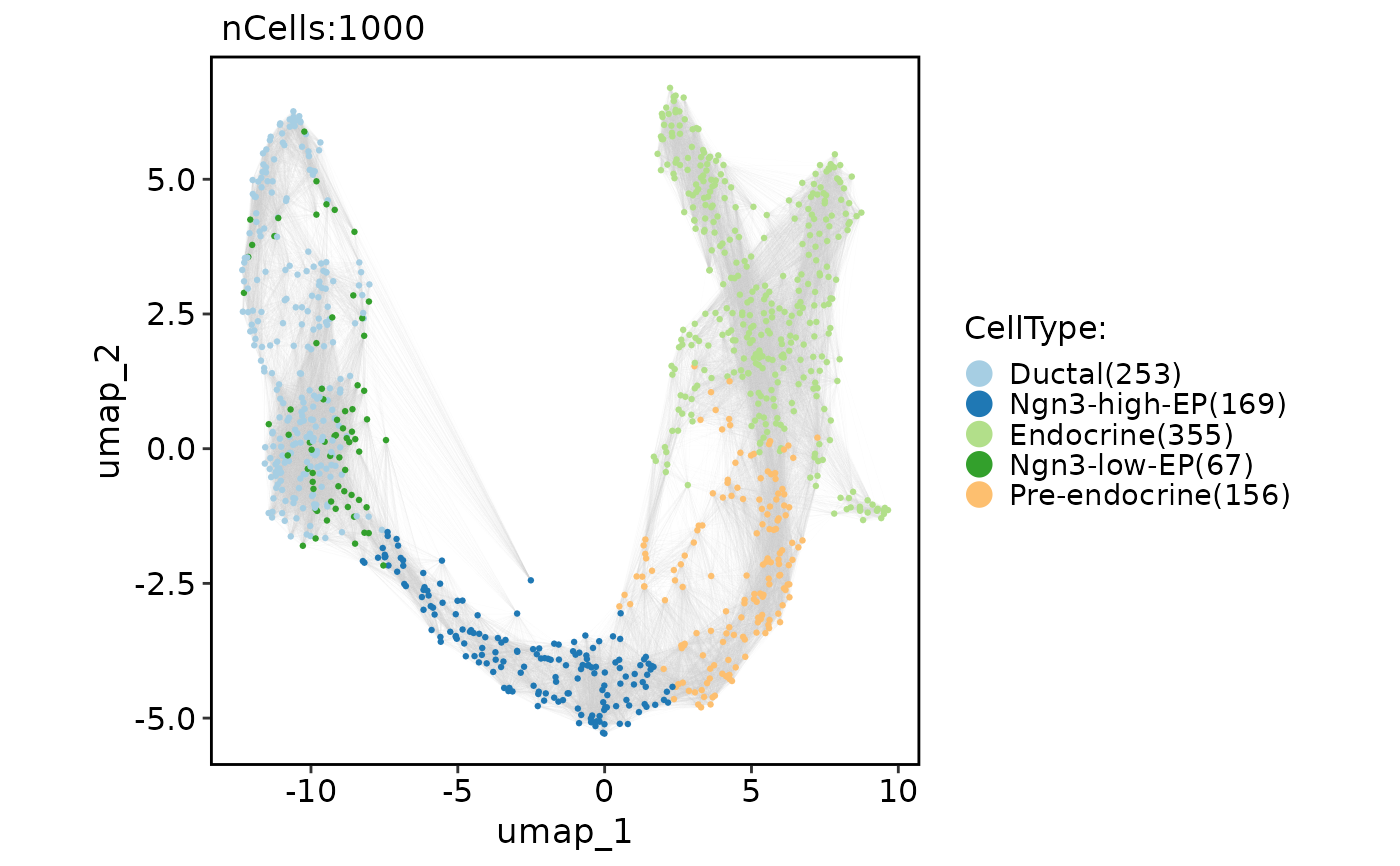 nCells:1000
umap_2
5.0
2.5
0.0
-2.5
-5.0
-10
-5
0
5
10
umap_1
CellType:
Ductal(253)
Ngn3-high-EP(169)
Endocrine(355)
Ngn3-low-EP(67)
Pre-endocrine(156)